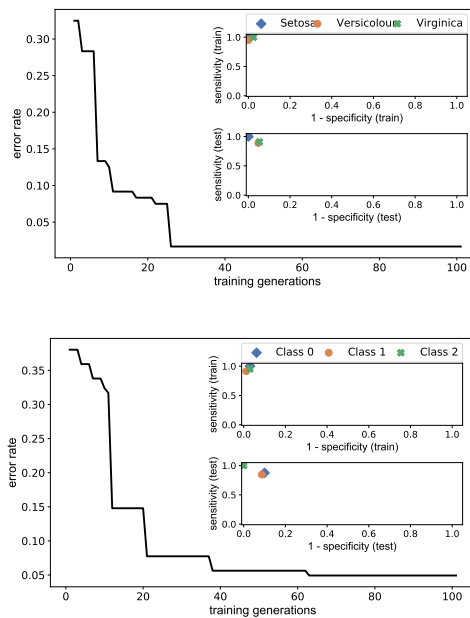 Setosa Versicolour Virginica
0.30
0.25
0.20
0.15
0.10
0.05
error rate
0 20 40 60 80 100
training generations
1.0
0.5
0.0
sensitivity (train)
0.0 0.2 0.4 0.6 0.8 1.0
1 - specificity (train)
1.0
0.5
0.0
sensitivity (test)
0.0 0.2 0.4 0.6 0.8 1.0
1 - specificity (test)
Class 0 Class 1 Class 2
0.35
0.30
0.25
0.20
0.15
0.10
0.05
error rate
0 20 40 60 80 100
training generations
1.0
0.5
0.0
sensitivity (train)
0.0 0.2 0.4 0.6 0.8 1.0
1 - specificity (train)
1.0
0.5
0.0
sensitivity (test)
0.0 0.2 0.4 0.6 0.8 1.0
1 - specificity (test)